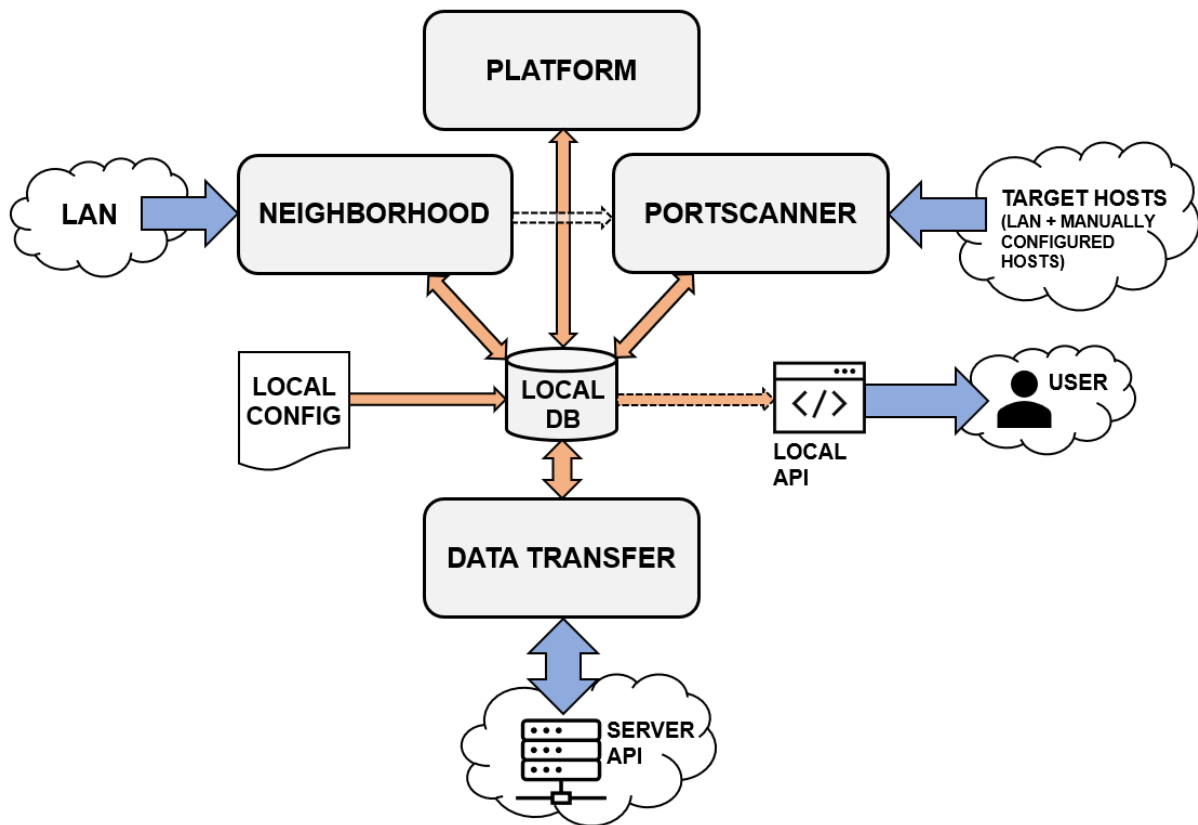 PLATFORM
LAN
NEIGHBORHOOD
PORTSCANNER
TARGET HOSTS
(LAN + MANUALLY
CONFIGURED
HOSTS)
LOCAL
CONFIG
LOCAL
DB
</>
LOCAL
API
USER
DATA TRANSFER
SERVER
API